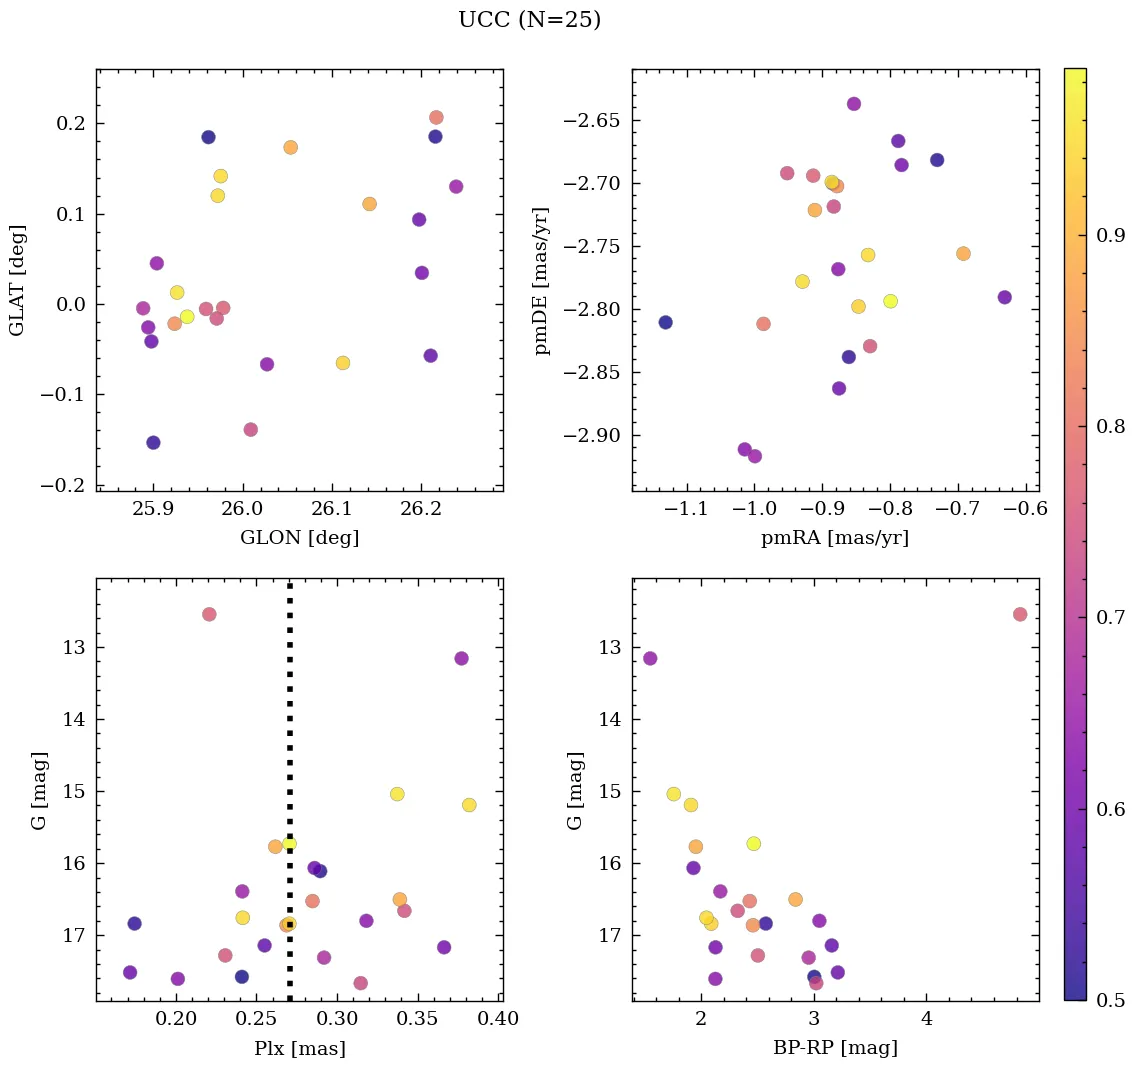 UCC (N=25)
0.2
0.1
0.0
−0.1
−0.2
GLAT [deg]
25.9 26.0 26.1 26.2
GLON [deg]
−2.65
−2.70
−2.75
−2.80
−2.85
−2.90
pmDE [mas/yr]
−1.1 −1.0 −0.9 −0.8 −0.7 −0.6
pmRA [mas/yr]
13
14
15
16
17
G [mag]
0.20 0.25 0.30 0.35 0.40
Plx [mas]
13
14
15
16
17
G [mag]
2 3 4
BP-RP [mag]
0.9
0.8
0.7
0.6
0.5